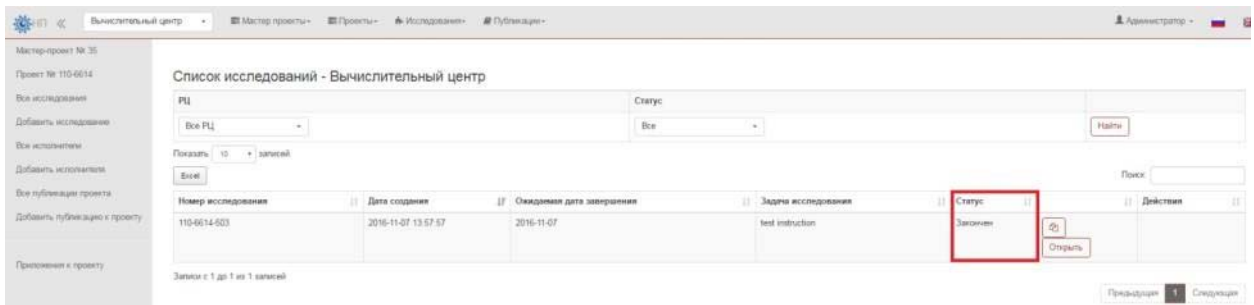 НП « Вычислительный центр Мастер проекты Проекты Исследования Публикации Администратор
Мастер-проект № 35
Проект № 110-6614
Все исследования
Добавить исследование
Все исполнители
Добавить исполнителя
Все публикации проекта
Добавить публикацию к проекту
Приложения к проекту
Список исследований - Вычислительный центр
РЦ Статус
Все РЦ Все Найти
Показать 10 записей
Excel Поиск:
Номер исследования Дата создания Ожидаемая дата завершения Задача исследования Статус Действия
110-6614-503 2016-11-07 13:57:57 2016-11-07 test instruction Закончен
Открыть
Записи с 1 до 1 из 1 записей
Предыдущая 1 Следующая